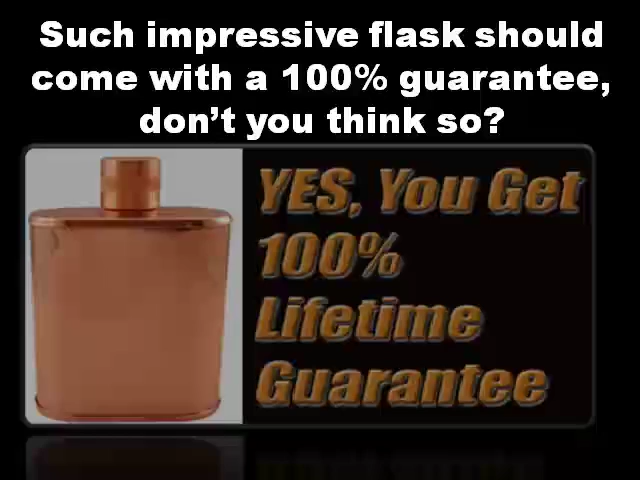 Such impressive flask should
come with a 100% guarantee,
don’t you think so?
YES, You Get
100%
Lifetime
Guarantee